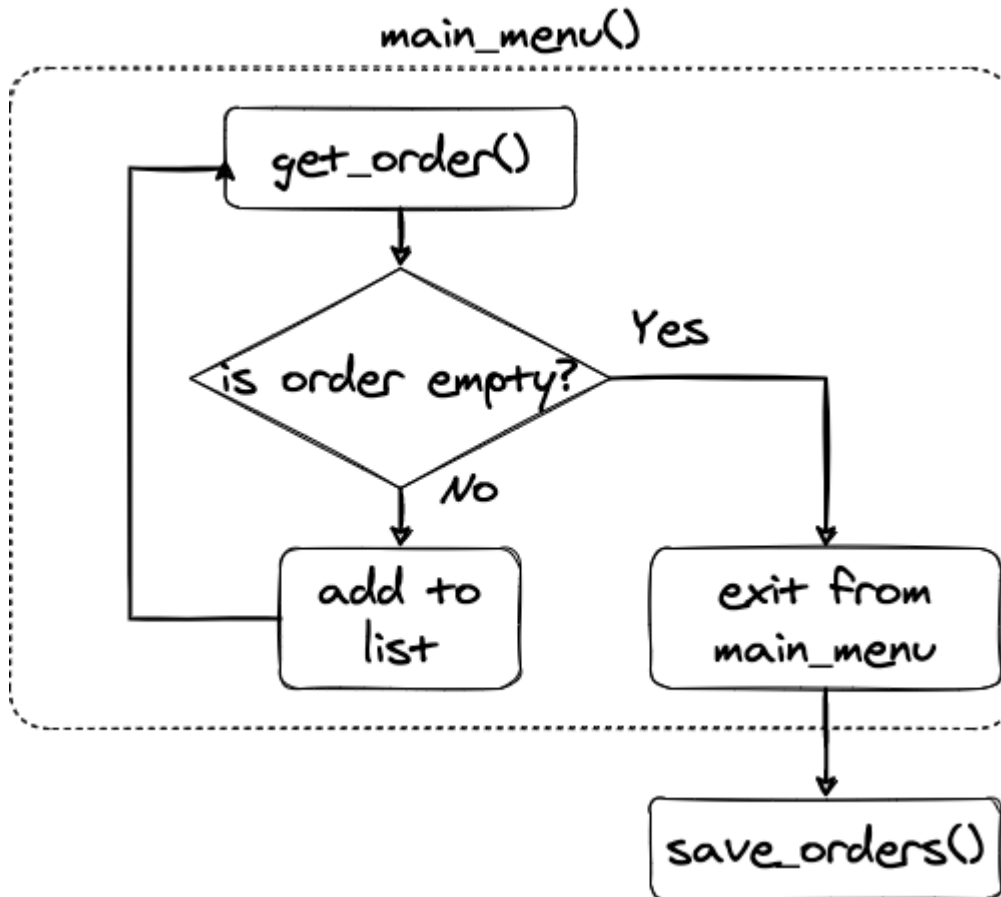 main_menu()
get_order()
is order empty?
Yes
No
add to
list
exit from
main_menu
save_orders()